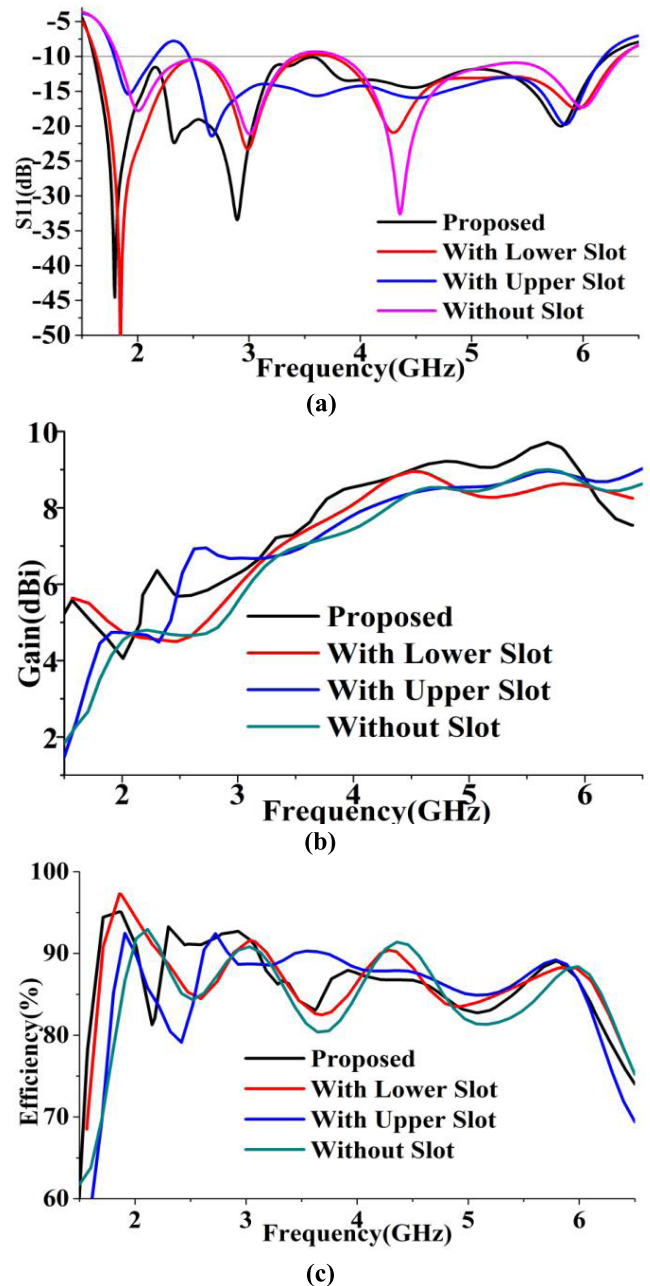 -5
-10
-15
-20
-25
-30
-35
-40
-45
-50
S11(dB)
Proposed
With Lower Slot
With Upper Slot
Without Slot
2 3 4 5 6
Frequency(GHz)
(a)
10
8
6
4
2
Gain(dBi)
Proposed
With Lower Slot
With Upper Slot
Without Slot
2 3 4 5 6
Frequency(GHz)
(b)
100
90
80
70
60
Efficiency(%)
Proposed
With Lower Slot
With Upper Slot
Without Slot
2 3 4 5 6
Frequency(GHz)
(c)